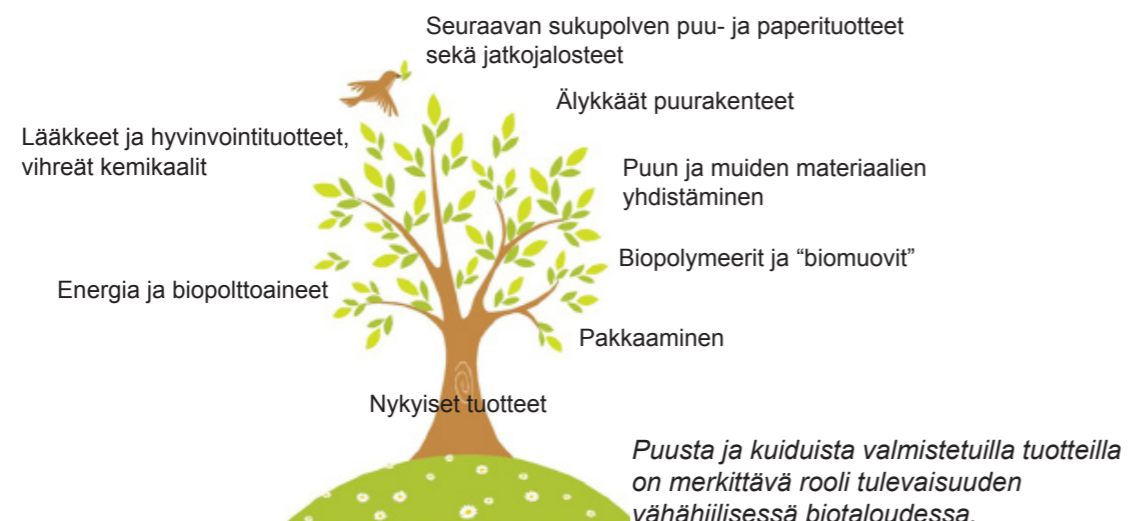 Seuraavan sukupolven puu- ja paperituotteet
sekä jatkojalosteet
Älykkäät puurakenteet
Lääkkeet ja hyvinvointituotteet,
vihreät kemikaalit
Puun ja muiden materiaalien
yhdistäminen
Biopolymeerit ja “biomuovit”
Energia ja biopolttoaineet
Pakkaaminen
Nykyiset tuotteet
Puusta ja kuiduista valmistetuilla tuotteilla
on merkittävä rooli tulevaisuuden
vähähiilisessä biotaloudessa.